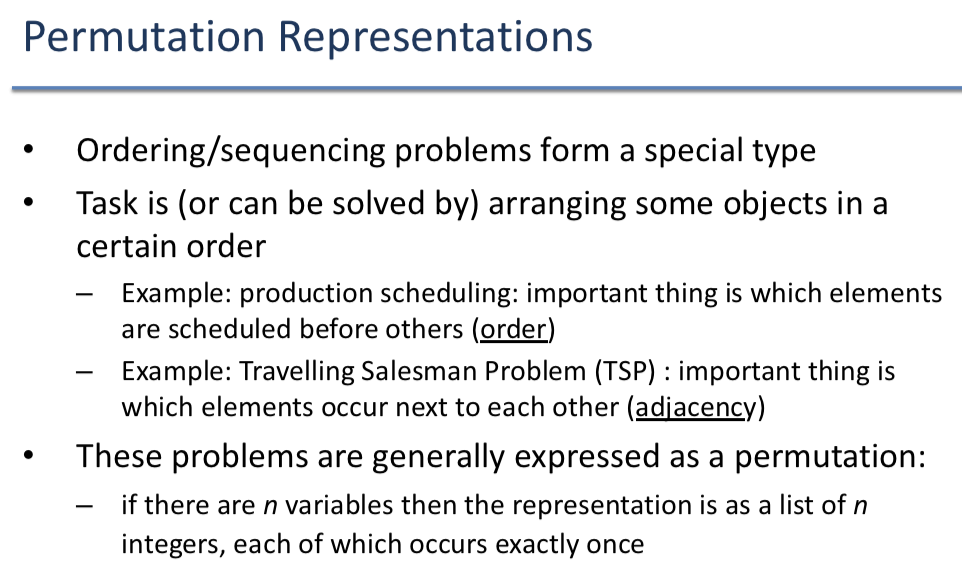 Permutation Representations
• Ordering/sequencing problems form a special type
• Task is (or can be solved by) arranging some objects in a
certain order
– Example: production scheduling: important thing is which elements
are scheduled before others (order)
– Example: Travelling Salesman Problem (TSP) : important thing is
which elements occur next to each other (adjacency)
• These problems are generally expressed as a permutation:
– if there are n variables then the representation is as a list of n
integers, each of which occurs exactly once